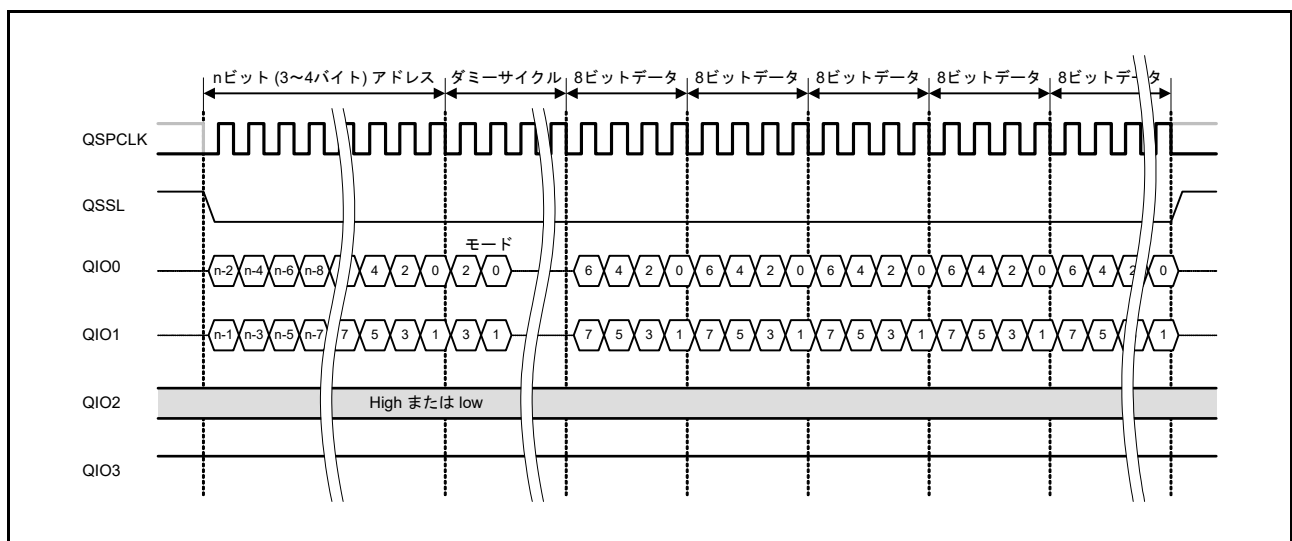 nビット (3～4バイト) アドレス ダミーサイクル 8ビットデータ 8ビットデータ 8ビットデータ 8ビットデータ 8ビットデータ
QSPCLK
QSSL
モード
QIO0 n-2 n-4 n-6 n-8 4 2 0 2 0 6 4 2 0 6 4 2 0 6 4 2 0 6 4 2 0 6 4 2 0
QIO1 n-1 n-3 n-5 n-7 7 5 3 1 3 1 7 5 3 1 7 5 3 1 7 5 3 1 7 5 3 1 7 5 1
QIO2 High または low
QIO3